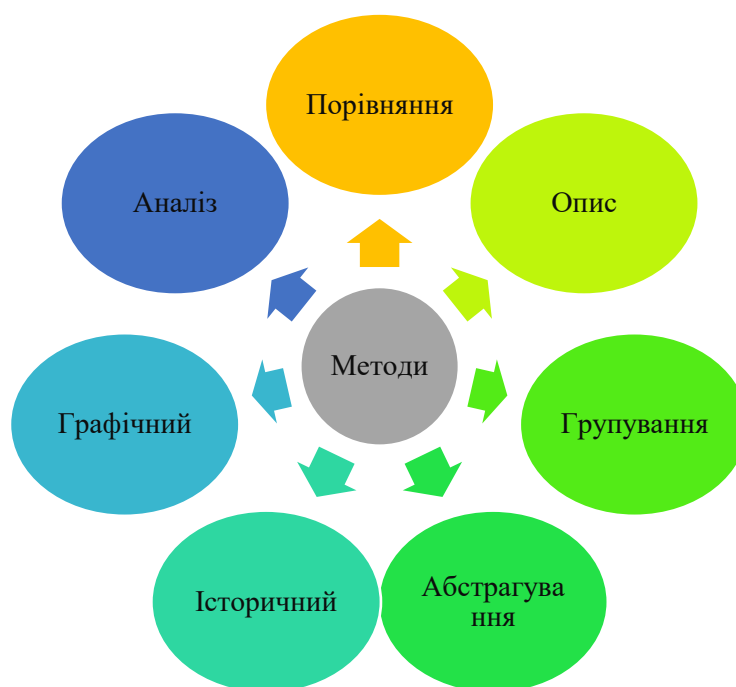 Порівняння
Аналіз
Опис
Методи
Графічний
Групування
Історичний
Абстрагува
ння